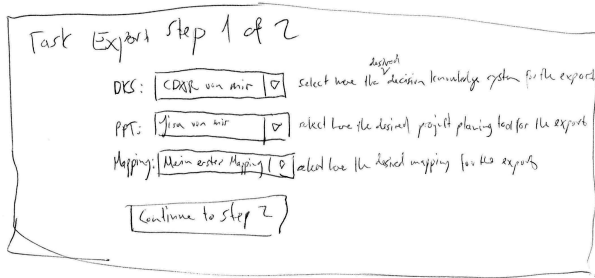 Task Export Step 1 of 2
DKS: CDAR von mir select here the desired decision knowledge system for the export
PPT: Jira von mir select here the desired project planing tool for the export
Mapping: Mein erster Mapping select here the desired mapping for the export
Continue to step 2